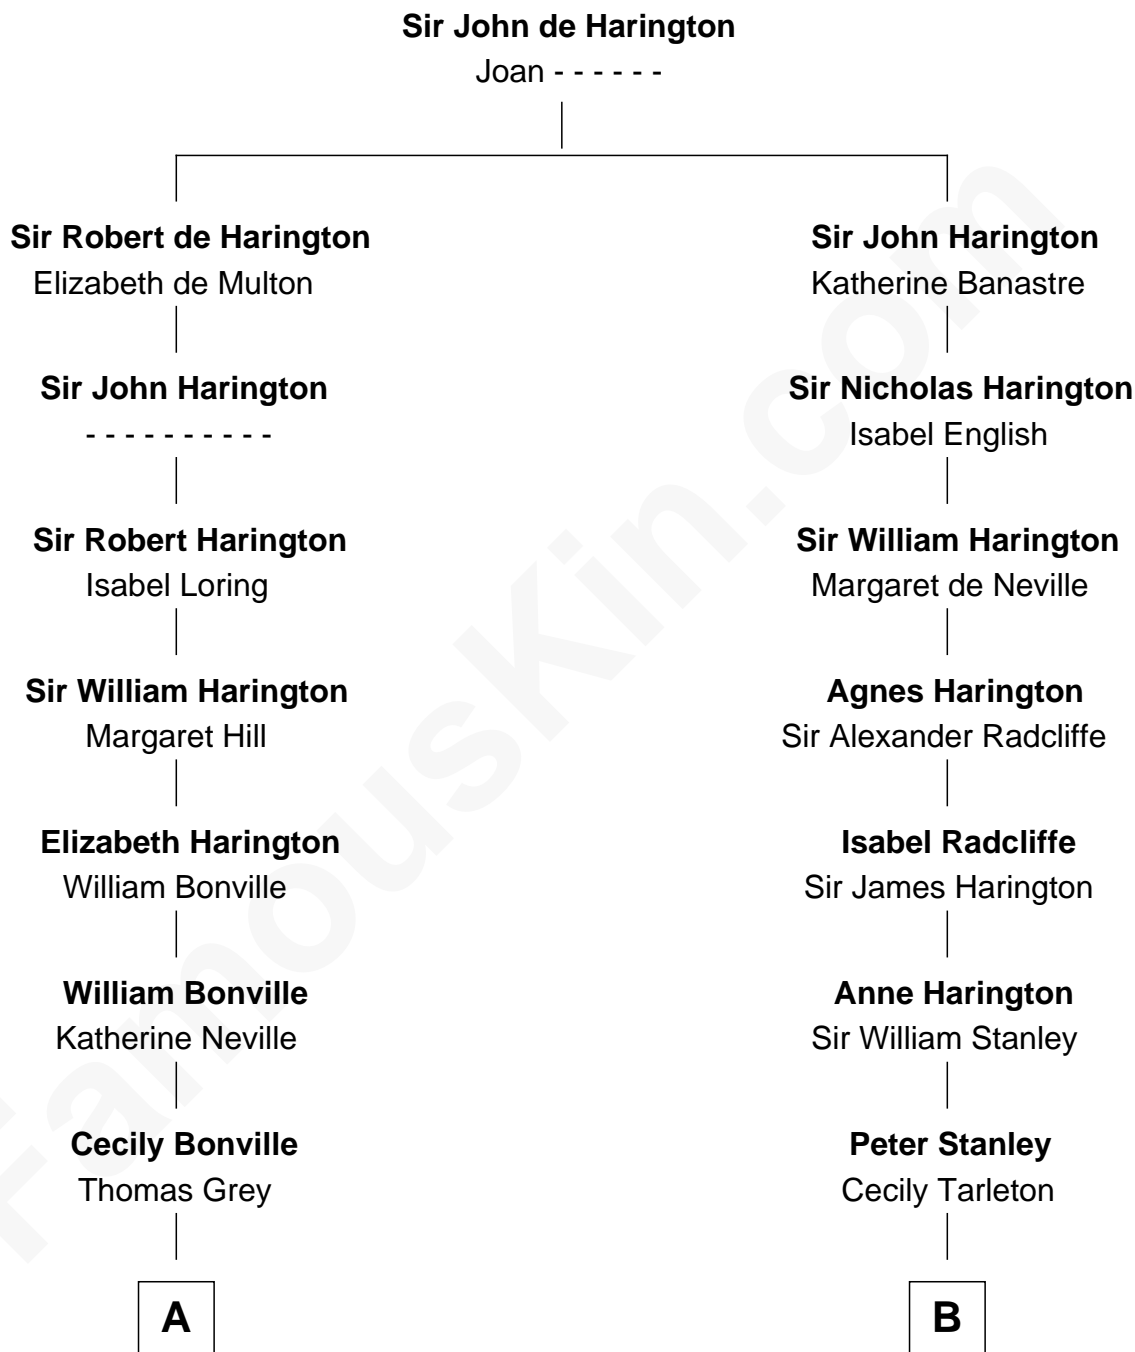 Sir John de Harington
Joan - - - - - -
Sir Robert de Harington
Elizabeth de Multon
Sir John Harington
Katherine Banastre
Sir John Harington
- - - - - - - - - -
Sir Nicholas Harington
Isabel English
Sir Robert Harington
Isabel Loring
Sir William Harington
Margaret de Neville
Sir William Harington
Margaret Hill
Agnes Harington
Sir Alexander Radcliffe
Elizabeth Harington
William Bonville
Isabel Radcliffe
Sir James Harington
William Bonville
Katherine Neville
Anne Harington
Sir William Stanley
Cecily Bonville
Thomas Grey
Peter Stanley
Cecily Tarleton
A
B
FamousKin.com